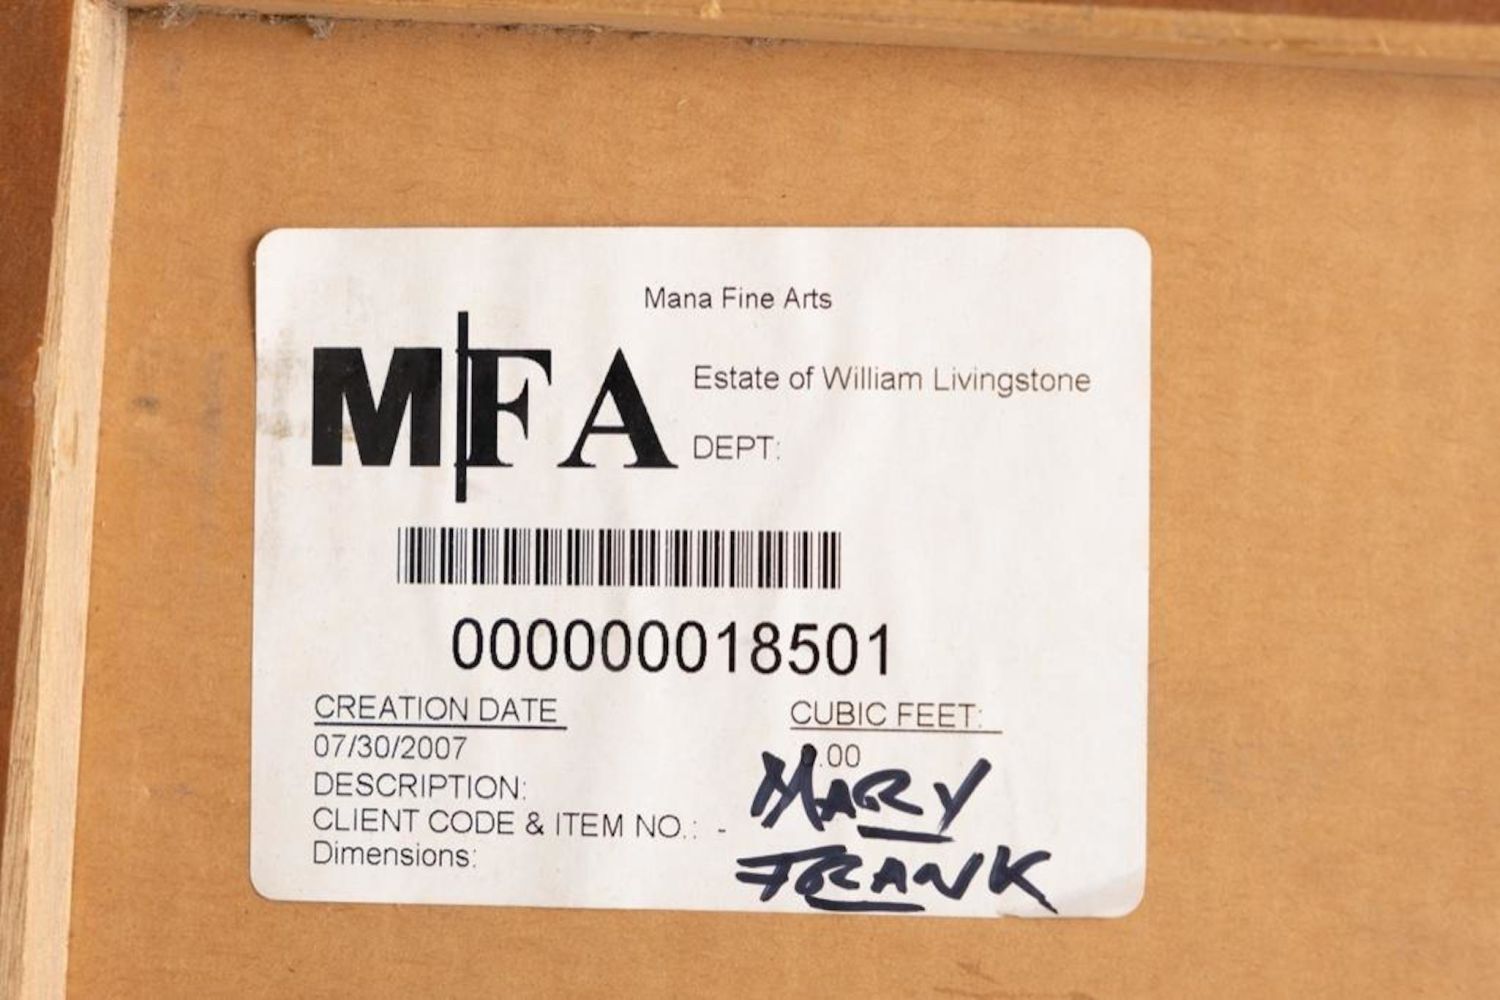 Mana Fine Arts
MFA
Estate of William Livingstone
DEPT:
000000018501
CREATION DATE
07/30/2007
CUBIC FEET:
.00
DESCRIPTION:
CLIENT CODE & ITEM NO.: -
Dimensions:
MARY
FRANK